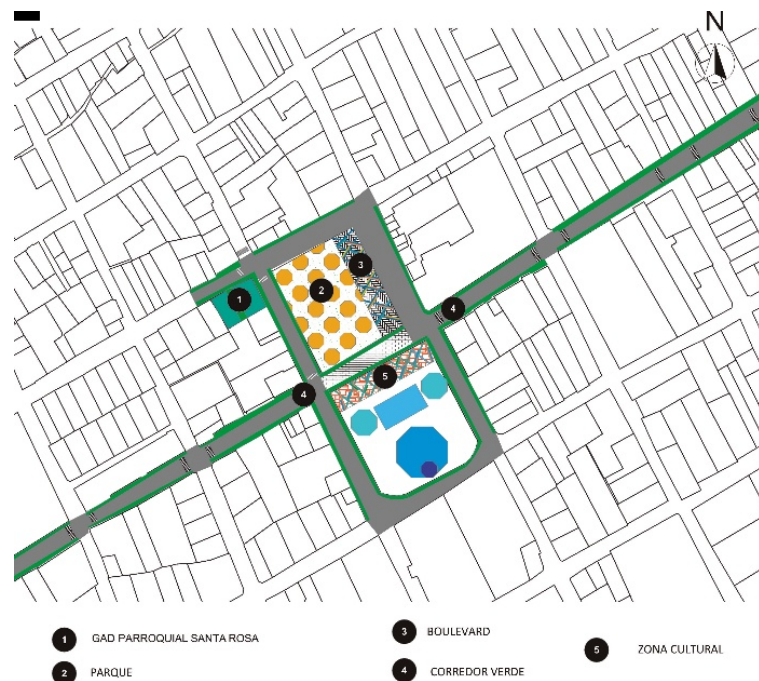 N
3
2
1
4
5
4
1 GAD PARROQUIAL SANTA ROSA
2 PARQUE
3 BOULEVARD
4 CORREDOR VERDE
5 ZONA CULTURAL